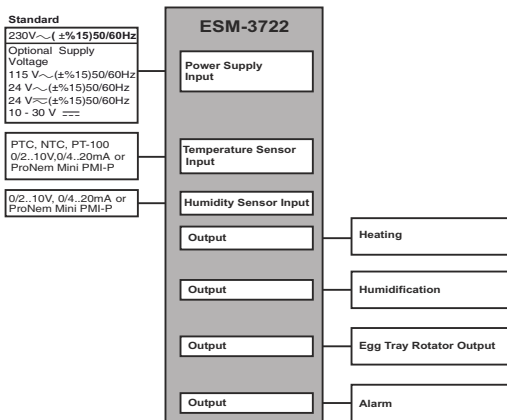 Standard
230V～( ±%15)50/60Hz
Optional Supply
Voltage
115 V～(±%15)50/60Hz
24 V～(±%15)50/60Hz
24 V⏦(±%15)50/60Hz
10 - 30 V ⎓
PTC, NTC, PT-100
0/2..10V,0/4..20mA or
ProNem Mini PMI-P
0/2..10V, 0/4..20mA or
ProNem Mini PMI-P
ESM-3722
Power Supply
Input
Temperature Sensor
Input
Humidity Sensor Input
Output
Heating
Output
Humidification
Output
Egg Tray Rotator Output
Output
Alarm